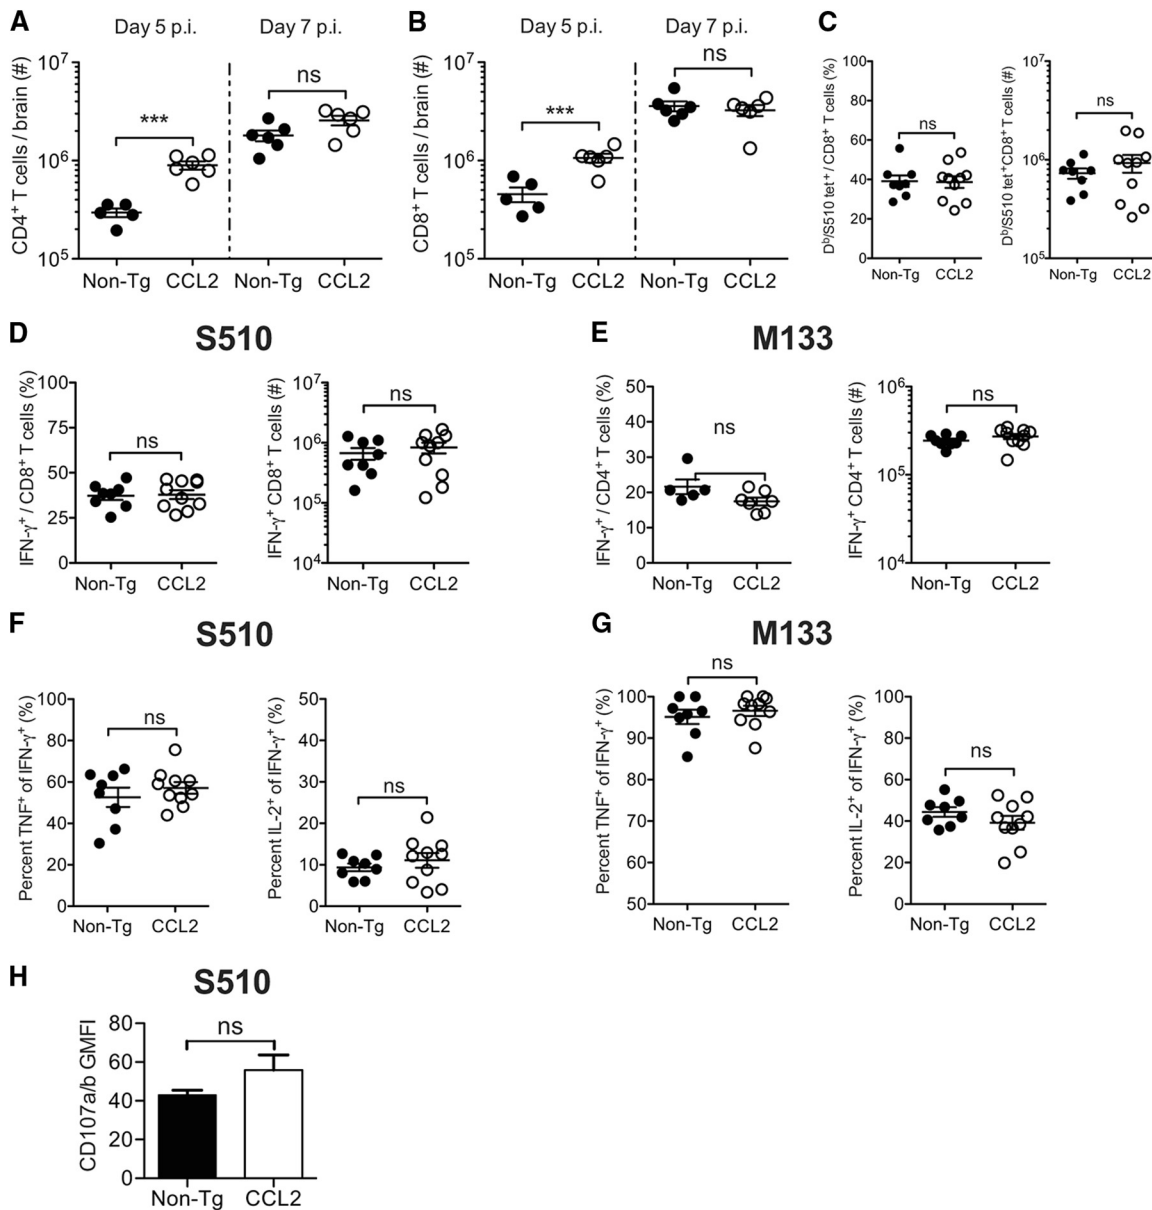 A
Day 5 p.i.
Day 7 p.i.
CD4⁺ T cells / brain (#)
10⁷
10⁶
10⁵
***
ns
Non-Tg
CCL2
Non-Tg
CCL2
B
Day 5 p.i.
Day 7 p.i.
CD8⁺ T cells / brain (#)
10⁷
10⁶
10⁵
***
ns
Non-Tg
CCL2
Non-Tg
CCL2
C
Dᵇ/S510 tet⁺ / CD8⁺ T cells (%)
100
80
60
40
20
0
ns
Non-Tg
CCL2
Dᵇ/S510 tet⁺CD8⁺ T cells (#)
10⁷
10⁶
10⁵
ns
Non-Tg
CCL2
D
S510
IFN-γ⁺ / CD8⁺ T cells (%)
100
75
50
25
0
ns
Non-Tg
CCL2
IFN-γ⁺ CD8⁺ T cells (#)
10⁷
10⁶
10⁵
10⁴
ns
Non-Tg
CCL2
E
M133
IFN-γ⁺ / CD4⁺ T cells (%)
50
40
30
20
10
0
ns
Non-Tg
CCL2
IFN-γ⁺ CD4⁺ T cells (#)
10⁶
10⁵
10⁴
ns
Non-Tg
CCL2
F
S510
Percent TNF⁺ of IFN-γ⁺ (%)
100
80
60
40
20
0
ns
Non-Tg
CCL2
Percent IL-2⁺ of IFN-γ⁺ (%)
50
40
30
20
10
0
ns
Non-Tg
CCL2
G
M133
Percent TNF⁺ of IFN-γ⁺ (%)
100
90
80
70
60
50
ns
Non-Tg
CCL2
Percent IL-2⁺ of IFN-γ⁺ (%)
100
80
60
40
20
0
ns
Non-Tg
CCL2
H
S510
CD107a/b GMFI
80
60
40
20
0
ns
Non-Tg
CCL2